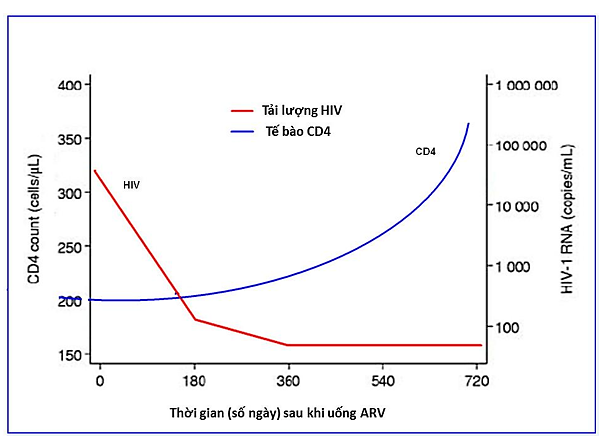 400
350
300
250
200
150
CD4 count (cells/µL)
Tải lượng HIV
Tế bào CD4
HIV
CD4
1 000 000
100 000
10 000
1 000
100
HIV-1 RNA (copies/mL)
0
180
360
540
720
Thời gian (số ngày) sau khi uống ARV